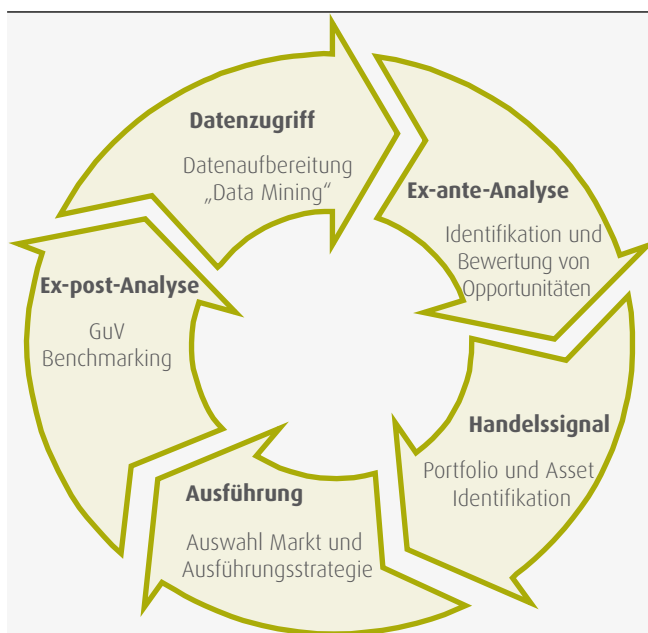 Datenzugriff
Datenaufbereitung
„Data Mining“
Ex-ante-Analyse
Identifikation und
Bewertung von
Opportunitäten
Handelssignal
Portfolio und Asset
Identifikation
Ausführung
Auswahl Markt und
Ausführungsstrategie
Ex-post-Analyse
GuV
Benchmarking